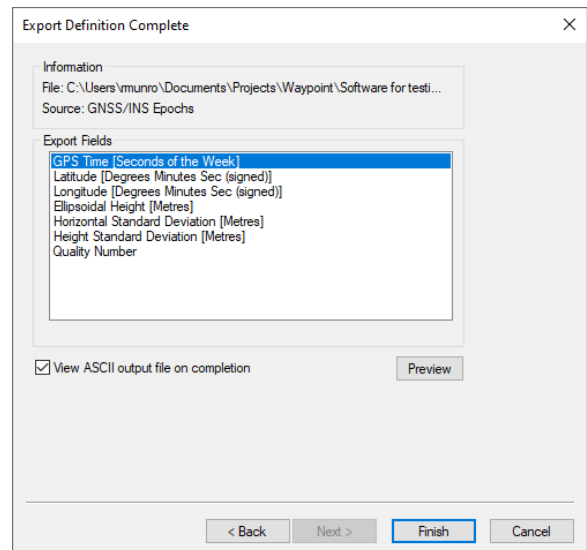 Export Definition Complete
Information
File: C:\Users\rmunro\Documents\Projects\Waypoint\Software for testi...
Source: GNSS/INS Epochs
Export Fields
GPS Time [Seconds of the Week]
Latitude [Degrees Minutes Sec (signed)]
Longitude [Degrees Minutes Sec (signed)]
Ellipsoidal Height [Metres]
Horizontal Standard Deviation [Metres]
Height Standard Deviation [Metres]
Quality Number
View ASCII output file on completion
Preview
< Back Next > Finish Cancel